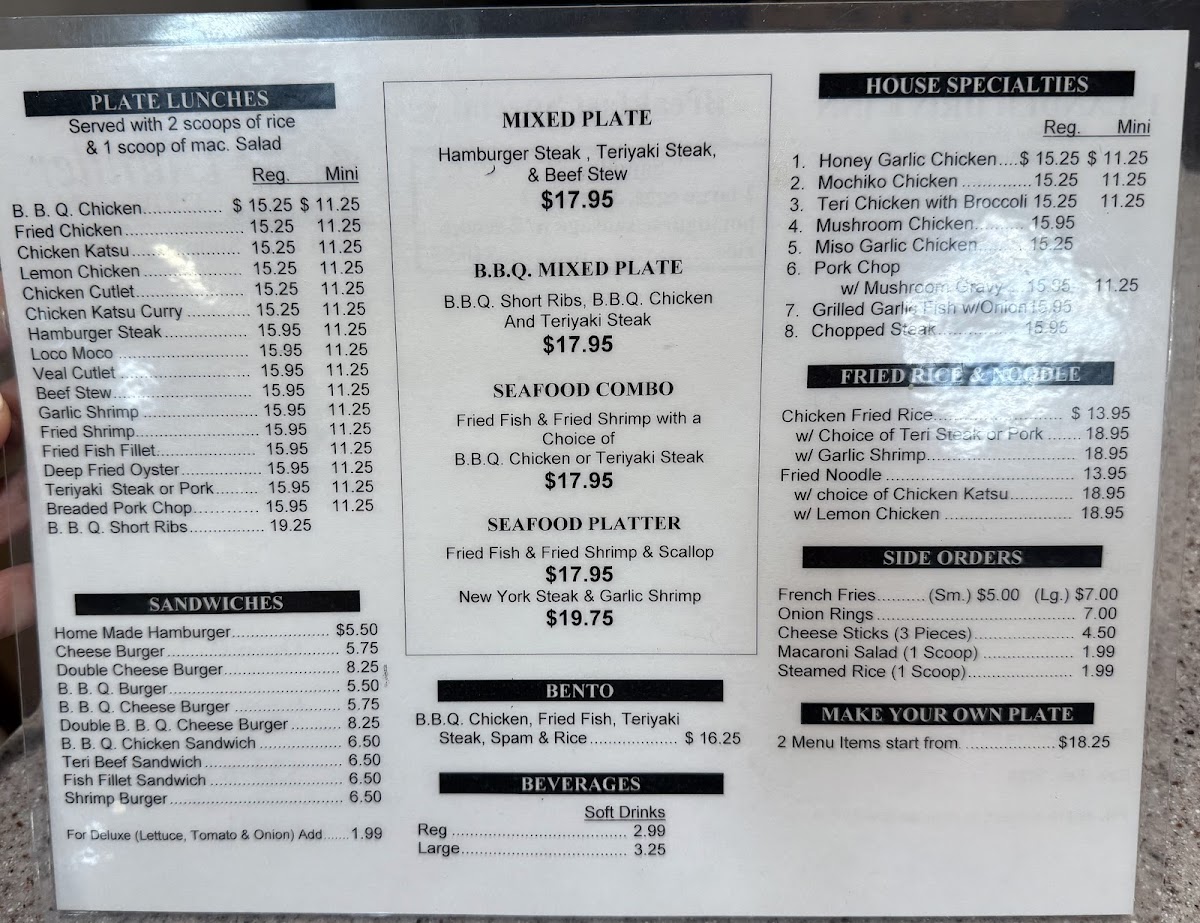 PLATE LUNCHES
Served with 2 scoops of rice
& 1 scoop of mac. Salad
Reg. Mini
B. B. Q. Chicken................ $ 15.25 $ 11.25
Fried Chicken........................ 15.25 11.25
Chicken Katsu...................... 15.25 11.25
Lemon Chicken.................... 15.25 11.25
Chicken Cutlet...................... 15.25 11.25
Chicken Katsu Curry............ 15.25 11.25
Hamburger Steak................. 15.95 11.25
Loco Moco........................... 15.95 11.25
Veal Cutlet........................... 15.95 11.25
Beef Stew............................ 15.95 11.25
Garlic Shrimp...................... 15.95 11.25
Fried Shrimp........................ 15.95 11.25
Fried Fish Fillet.................... 15.95 11.25
Deep Fried Oyster................ 15.95 11.25
Teriyaki Steak or Pork......... 15.95 11.25
Breaded Pork Chop............. 15.95 11.25
B. B. Q. Short Ribs............... 19.25
SANDWICHES
Home Made Hamburger.................... $5.50
Cheese Burger................................... 5.75
Double Cheese Burger........................ 8.25
B. B. Q. Burger................................... 5.50
B. B. Q. Cheese Burger...................... 5.75
Double B. B. Q. Cheese Burger........... 8.25
B. B. Q. Chicken Sandwich................. 6.50
Teri Beef Sandwich............................. 6.50
Fish Fillet Sandwich............................ 6.50
Shrimp Burger.................................... 6.50
For Deluxe (Lettuce, Tomato & Onion) Add......1.99
MIXED PLATE
Hamburger Steak , Teriyaki Steak,
& Beef Stew
$17.95
B.B.Q. MIXED PLATE
B.B.Q. Short Ribs, B.B.Q. Chicken
And Teriyaki Steak
$17.95
SEAFOOD COMBO
Fried Fish & Fried Shrimp with a
Choice of
B.B.Q. Chicken or Teriyaki Steak
$17.95
SEAFOOD PLATTER
Fried Fish & Fried Shrimp & Scallop
$17.95
New York Steak & Garlic Shrimp
$19.75
BENTO
B.B.Q. Chicken, Fried Fish, Teriyaki
Steak, Spam & Rice.................. $ 16.25
BEVERAGES
Soft Drinks
Reg.................................... 2.99
Large.................................. 3.25
HOUSE SPECIALTIES
Reg. Mini
1. Honey Garlic Chicken....$ 15.25 $ 11.25
2. Mochiko Chicken..............15.25 11.25
3. Teri Chicken with Broccoli 15.25 11.25
4. Mushroom Chicken.......... 15.95
5. Miso Garlic Chicken......... 15.25
6. Pork Chop
w/ Mushroom Gravy.. 15.95 11.25
7. Grilled Garlic Fish w/Onion 15.95
8. Chopped Steak................ 15.95
FRIED RICE & NOODLE
Chicken Fried Rice.......................... $ 13.95
w/ Choice of Teri Steak or Pork....... 18.95
w/ Garlic Shrimp............................... 18.95
Fried Noodle...................................... 13.95
w/ choice of Chicken Katsu............. 18.95
w/ Lemon Chicken.......................... 18.95
SIDE ORDERS
French Fries..........(Sm.) $5.00 (Lg.) $7.00
Onion Rings......................................... 7.00
Cheese Sticks (3 Pieces).................... 4.50
Macaroni Salad (1 Scoop).................. 1.99
Steamed Rice (1 Scoop)..................... 1.99
MAKE YOUR OWN PLATE
2 Menu Items start from....................$18.25